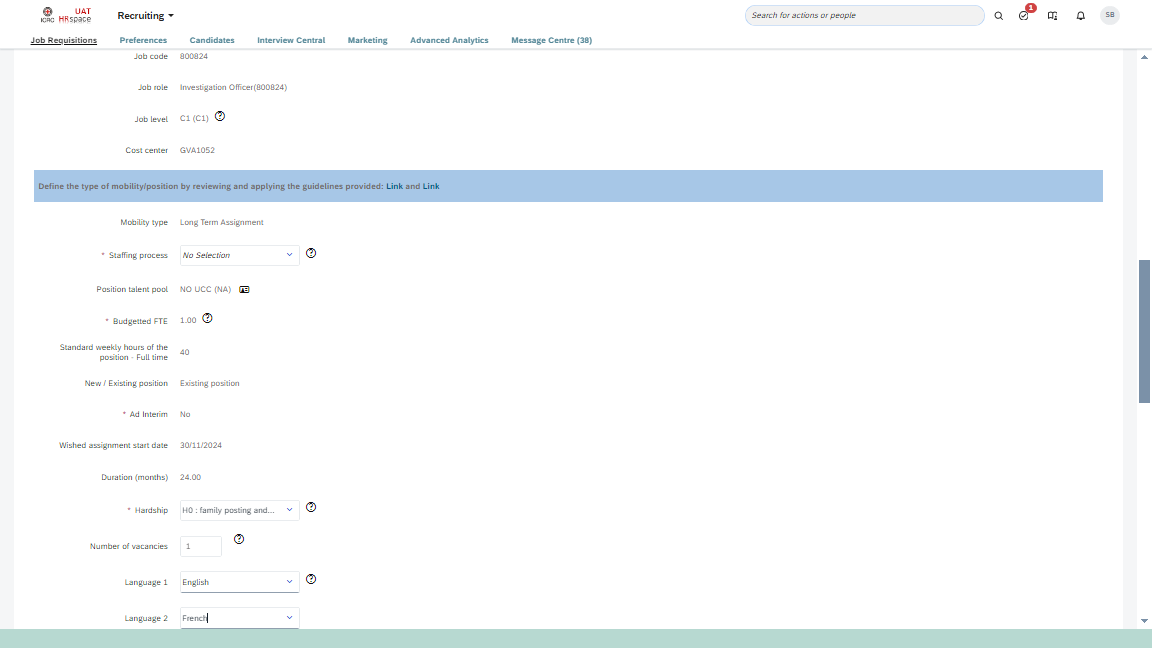 ICRC
UAT
HRspace
Recruiting
Search for actions or people
1
SB
Job Requisitions
Preferences
Candidates
Interview Central
Marketing
Advanced Analytics
Message Centre (38)
Job code 800824
Job role Investigation Officer(800824)
Job level C1 (C1)
Cost center GVA1052
Define the type of mobility/position by reviewing and applying the guidelines provided: Link and Link
Mobility type Long Term Assignment
* Staffing process No Selection
Position talent pool NO UCC (NA)
* Budgetted FTE 1.00
Standard weekly hours of the
position - Full time 40
New / Existing position Existing position
* Ad Interim No
Wished assignment start date 30/11/2024
Duration (months) 24.00
* Hardship H0 : family posting and...
Number of vacancies 1
Language 1 English
Language 2 French